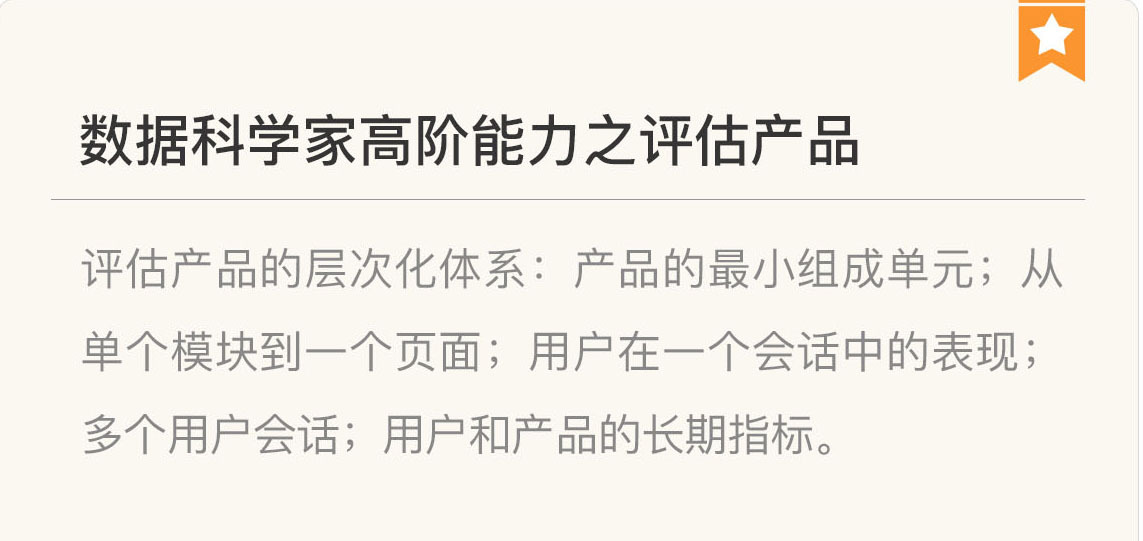 数据科学家高阶能力之评估产品
评估产品的层次化体系：产品的最小组成单元；从
单个模块到一个页面；用户在一个会话中的表现；
多个用户会话；用户和产品的长期指标。